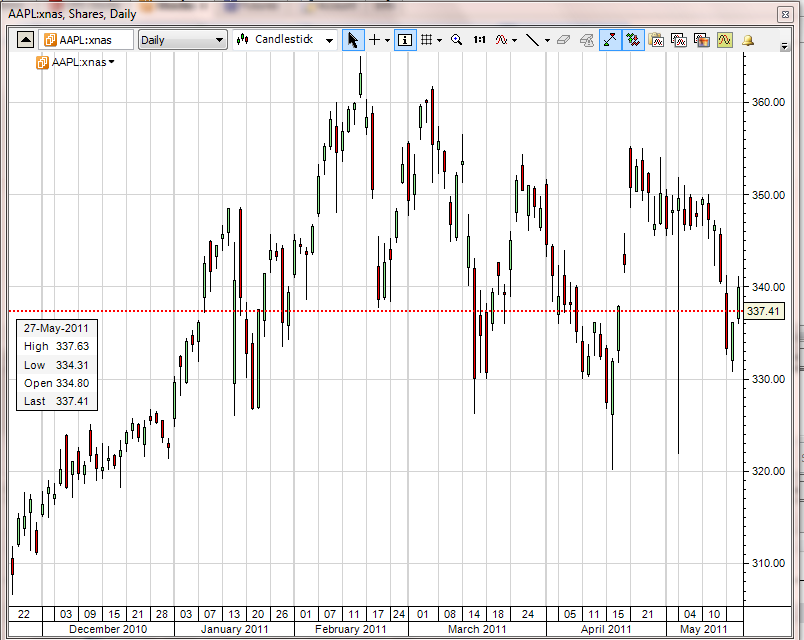 AAPL:xnas, Shares, Daily
AAPL:xnas Daily Candlestick 1:1
AAPL:xnas
360.00
350.00
340.00
337.41
330.00
320.00
310.00
27-May-2011
High 337.63
Low 334.31
Open 334.80
Last 337.41
22 03 09 15 21 28 03 07 13 20 26 01 07 11 17 24 01 08 14 18 24 05 11 15 21 04 10
December 2010 January 2011 February 2011 March 2011 April 2011 May 2011